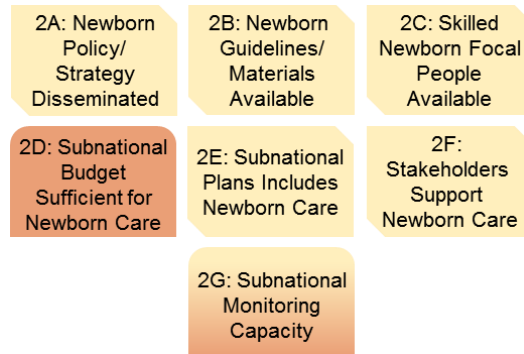 2A: Newborn
Policy/
Strategy
Disseminated
2B: Newborn
Guidelines/
Materials
Available
2C: Skilled
Newborn Focal
People
Available
2D: Subnational
Budget
Sufficient for
Newborn Care
2E: Subnational
Plans Includes
Newborn Care
2F:
Stakeholders
Support
Newborn Care
2G: Subnational
Monitoring
Capacity